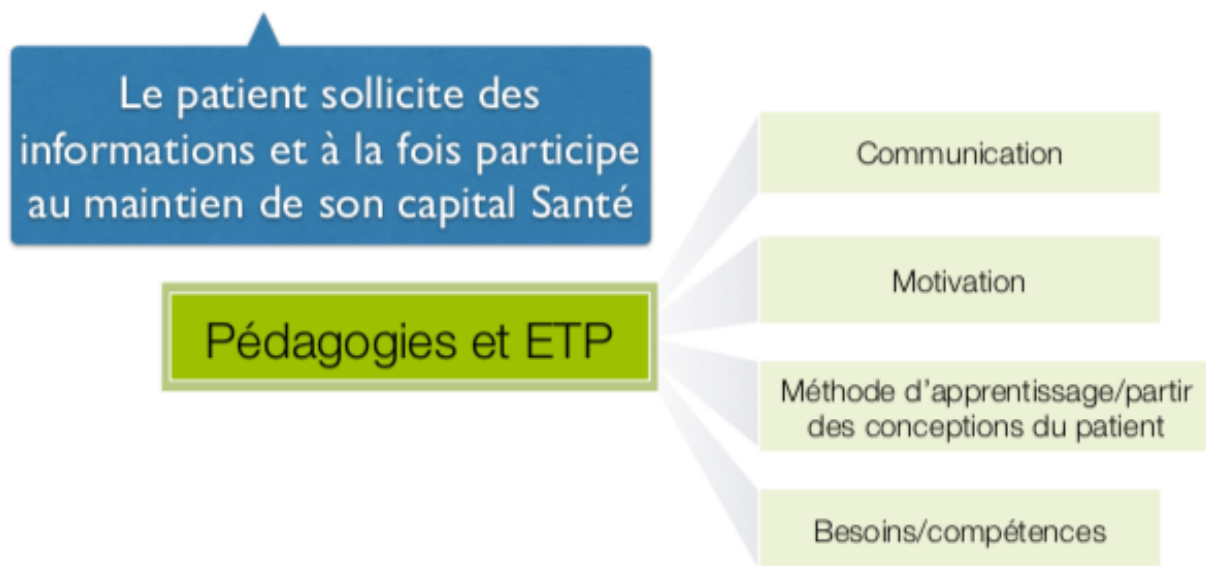 Le patient sollicite des
informations et à la fois participe
au maintien de son capital Santé
Pédagogies et ETP
Communication
Motivation
Méthode d'apprentissage/partir
des conceptions du patient
Besoins/compétences